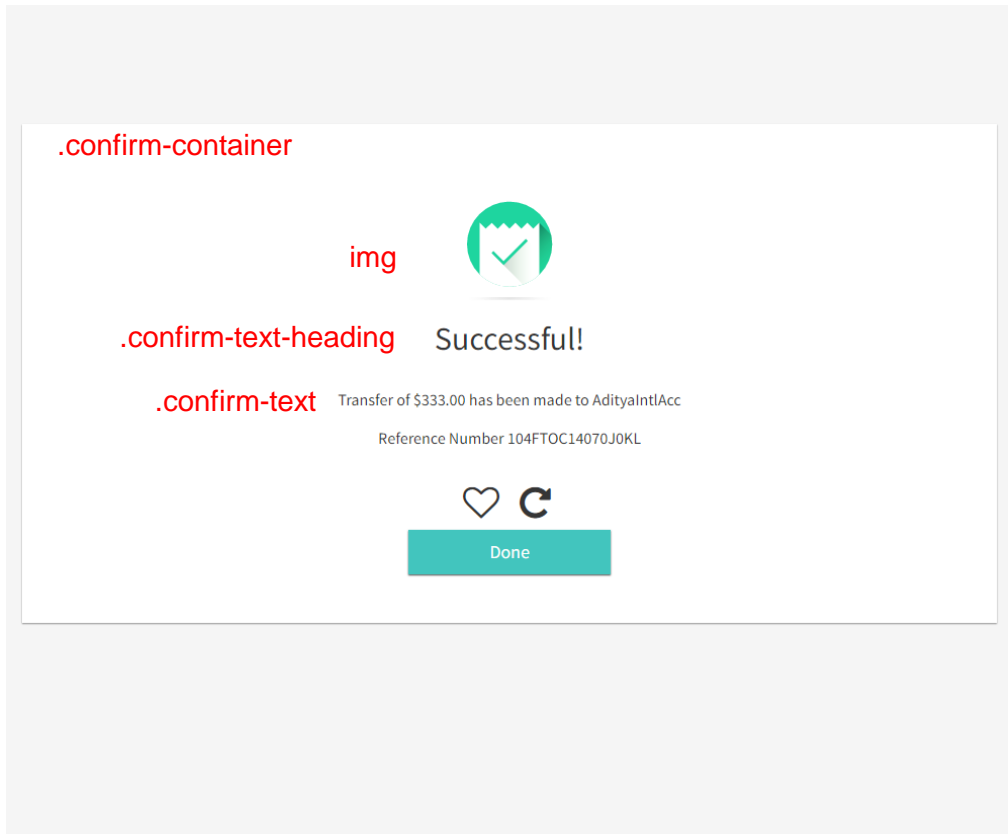 .confirm-container
img
.confirm-text-heading Successful!
.confirm-text Transfer of $333.00 has been made to AdityaIntlAcc
Reference Number 104FTOC14070J0KL
Done